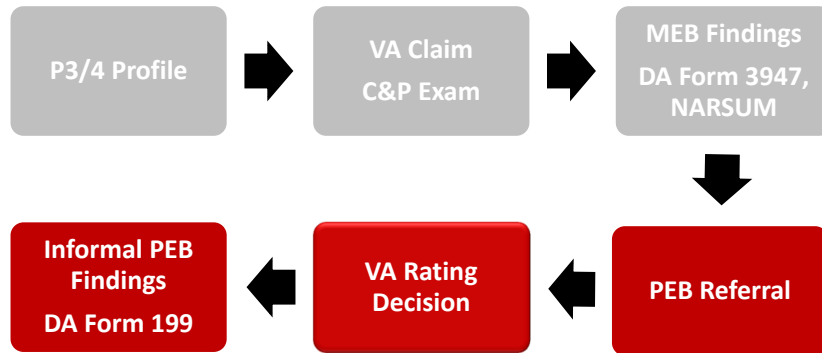 P3/4 Profile
VA Claim
C&P Exam
MEB Findings
DA Form 3947,
NARSUM
Informal PEB
Findings
DA Form 199
VA Rating
Decision
PEB Referral